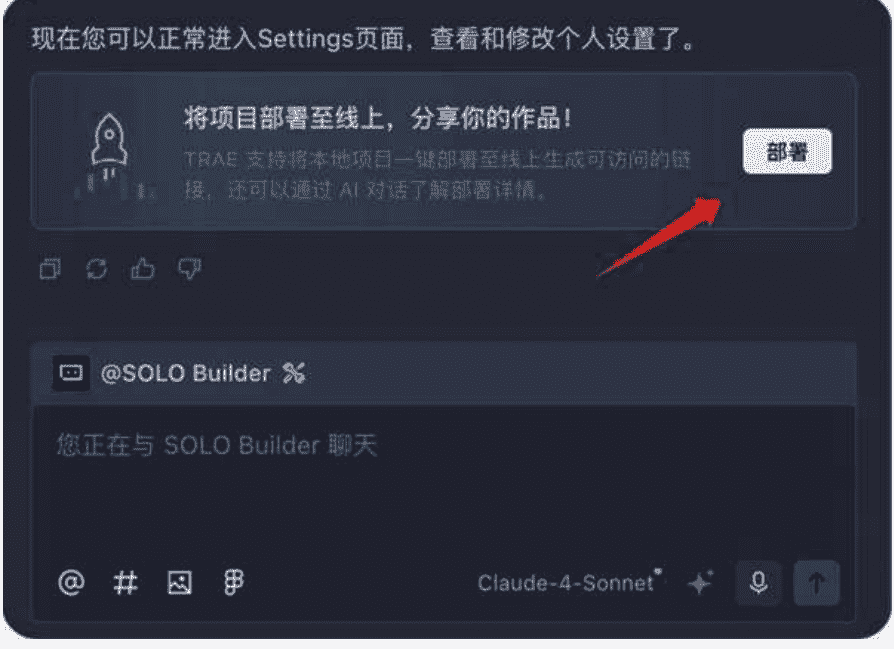 现在您可以正常进入Settings页面，查看和修改个人设置了。
将项目部署至线上，分享你的作品！
TRAE 支持将本地项目一键部署至线上生成可访问的链
接，还可以通过 AI 对话了解部署详情。
部署
@SOLO Builder
您正在与 SOLO Builder 聊天
Claude-4-Sonnet